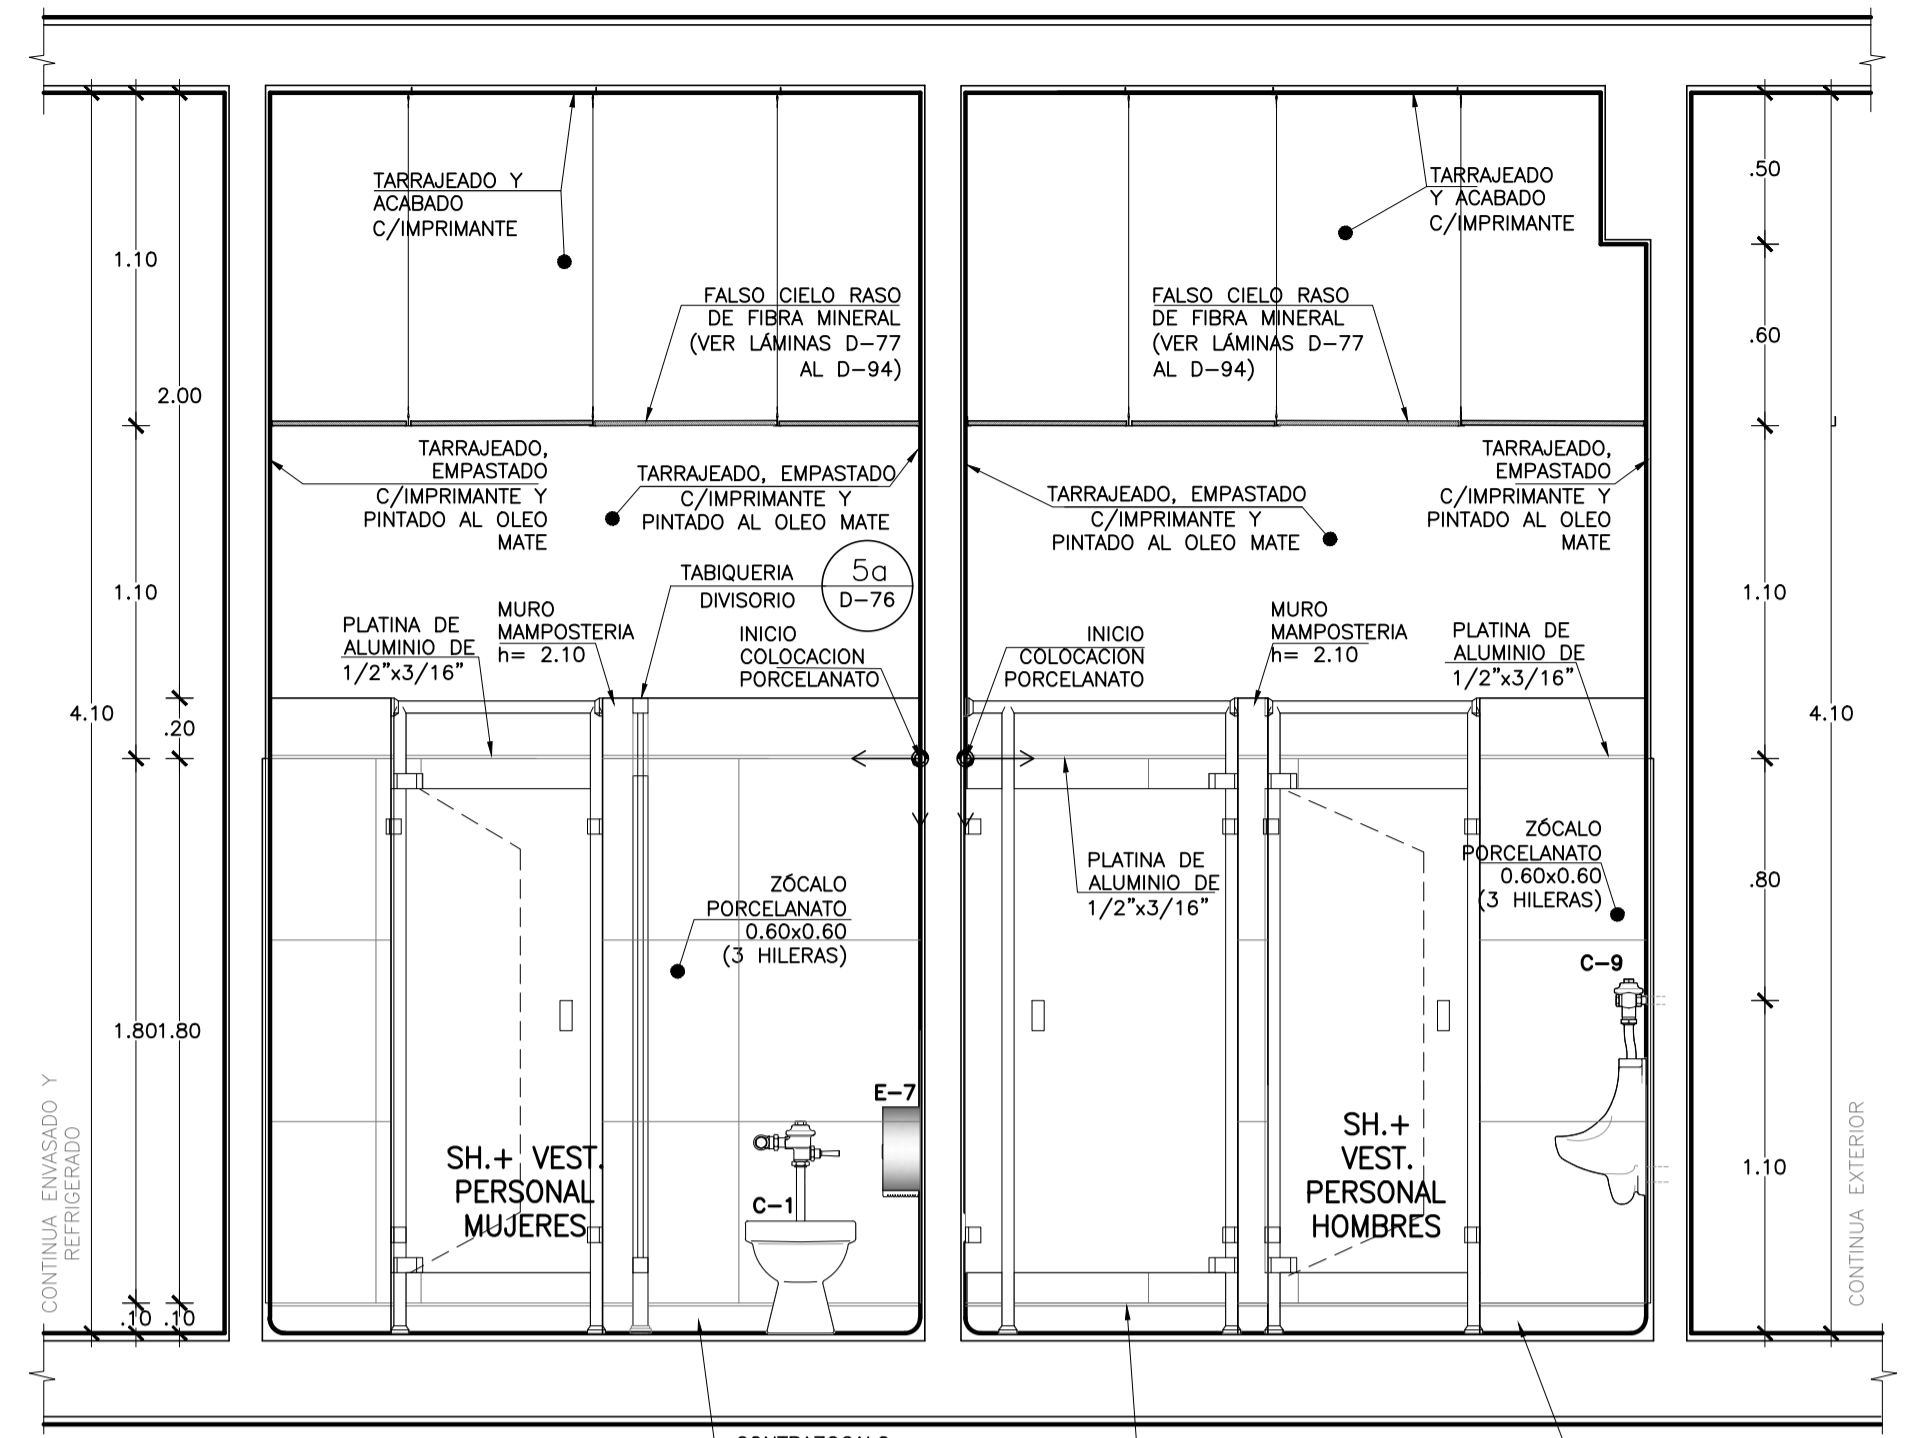 TARRAJEADO Y
ACABADO
C/IMPRIMANTE
TARRAJEADO
Y ACABADO
C/IMPRIMANTE
.50
1.10
FALSO CIELO RASO
DE FIBRA MINERAL
(VER LÁMINAS D-77
AL D-94)
FALSO CIELO RASO
DE FIBRA MINERAL
(VER LÁMINAS D-77
AL D-94)
.60
2.00
TARRAJEADO,
EMPASTADO
C/IMPRIMANTE Y
PINTADO AL OLEO
MATE
TARRAJEADO, EMPASTADO
C/IMPRIMANTE Y
PINTADO AL OLEO MATE
TARRAJEADO, EMPASTADO
C/IMPRIMANTE Y
PINTADO AL OLEO MATE
TARRAJEADO,
EMPASTADO
C/IMPRIMANTE Y
PINTADO AL OLEO
MATE
1.10
TABIQUERIA
DIVISORIO
5a
D-76
1.10
PLATINA DE
ALUMINIO DE
1/2"x3/16"
MURO
MAMPOSTERIA
h= 2.10
INICIO
COLOCACION
PORCELANATO
INICIO
COLOCACION
PORCELANATO
MURO
MAMPOSTERIA
h= 2.10
PLATINA DE
ALUMINIO DE
1/2"x3/16"
4.10
.20
4.10
ZÓCALO
PORCELANATO
0.60x0.60
(3 HILERAS)
PLATINA DE
ALUMINIO DE
1/2"x3/16"
ZÓCALO
PORCELANATO
0.60x0.60
(3 HILERAS)
.80
C-9
1.80
1.80
E-7
C-1
SH.+ VEST.
PERSONAL
MUJERES
SH.+
VEST.
PERSONAL
HOMBRES
1.10
CONTINUA ENVASADO Y
REFRIGERADO
CONTINUA EXTERIOR
.10
.10